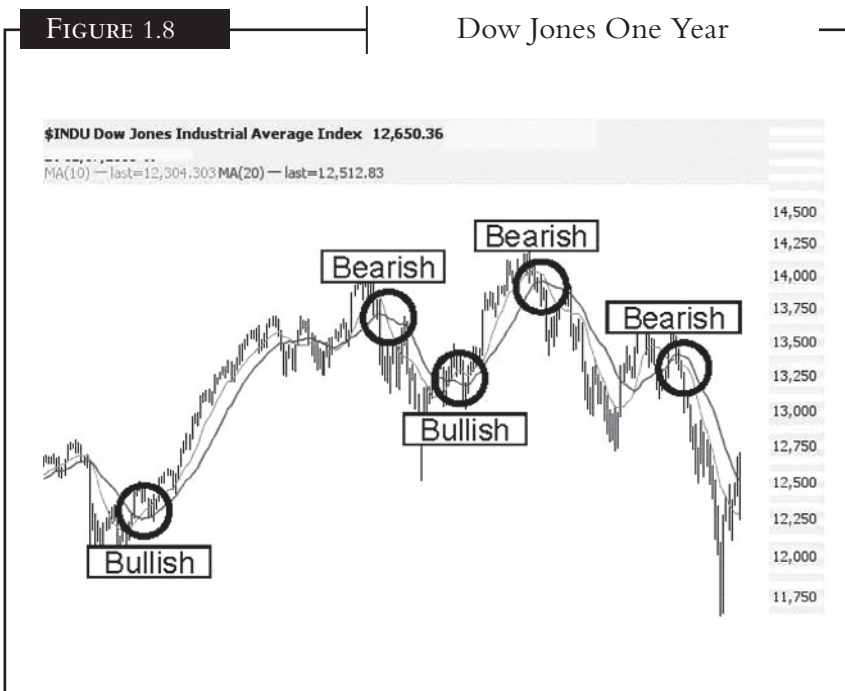 FIGURE 1.8
Dow Jones One Year
$INDU Dow Jones Industrial Average Index 12,650.36
MA(10) — last=12,304.303 MA(20) — last=12,512.83
14,500
14,250
14,000
13,750
13,500
13,250
13,000
12,750
12,500
12,250
12,000
11,750
Bearish
Bearish
Bearish
Bullish
Bullish